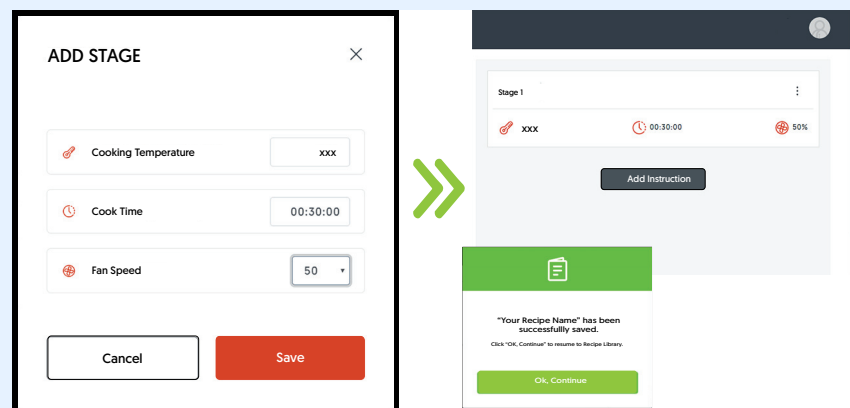 ADD STAGE
Cooking Temperature xxx
Cook Time 00:30:00
Fan Speed 50
Cancel Save
Stage 1
xxx 00:30:00 50%
Add Instruction
"Your Recipe Name" has been
successfullly saved.
Click "OK, Continue" to resume to Recipe Library.
Ok, Continue